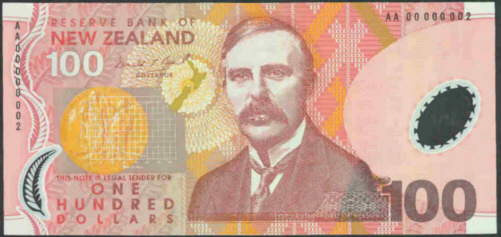 RESERVE BANK OF
NEW ZEALAND
AA 00000002
100
GOVERNOR
AA00000002
THIS NOTE IS LEGAL TENDER FOR
ONE
HUNDRED
DOLLARS
100